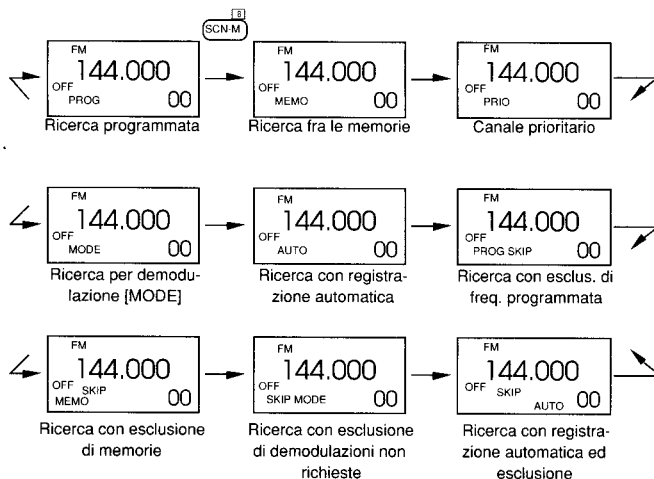 8
SCN-M
FM
144.000
OFF
PROG 00
Ricerca programmata
FM
144.000
OFF
MEMO 00
Ricerca fra le memorie
FM
144.000
OFF
PRIO 00
Canale prioritario
FM
144.000
OFF
MODE 00
Ricerca per demodu-
lazione [MODE]
FM
144.000
OFF
AUTO 00
Ricerca con registra-
zione automatica
FM
144.000
OFF
PROG SKIP 00
Ricerca con esclus. di
freq. programmata
FM
144.000
OFF SKIP
MEMO 00
Ricerca con esclusione
di memorie
FM
144.000
OFF
SKIP MODE 00
Ricerca con esclusione
di demodulazioni non
richieste
FM
144.000
OFF SKIP
AUTO 00
Ricerca con registra-
zione automatica ed
esclusione